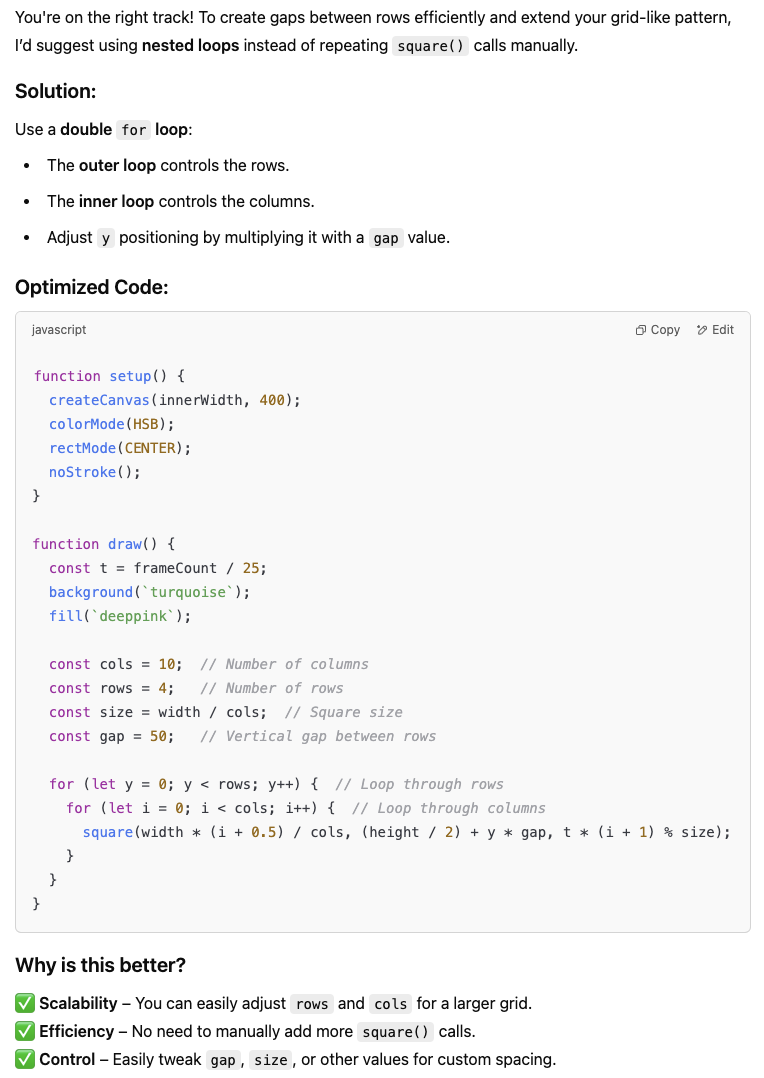 You're on the right track! To create gaps between rows efficiently and extend your grid-like pattern,
I’d suggest using nested loops instead of repeating square() calls manually.
Solution:
Use a double for loop:
• The outer loop controls the rows.
• The inner loop controls the columns.
• Adjust y positioning by multiplying it with a gap value.
Optimized Code:
javascript Copy Edit
function setup() {
  createCanvas(innerWidth, 400);
  colorMode(HSB);
  rectMode(CENTER);
  noStroke();
}
function draw() {
  const t = frameCount / 25;
  background(`turquoise`);
  fill(`deeppink`);
  const cols = 10;  // Number of columns
  const rows = 4;   // Number of rows
  const size = width / cols;  // Square size
  const gap = 50;   // Vertical gap between rows
  for (let y = 0; y < rows; y++) {  // Loop through rows
    for (let i = 0; i < cols; i++) {  // Loop through columns
      square(width * (i + 0.5) / cols, (height / 2) + y * gap, t * (i + 1) % size);
    }
  }
}
Why is this better?
✅ Scalability – You can easily adjust rows and cols for a larger grid.
✅ Efficiency – No need to manually add more square() calls.
✅ Control – Easily tweak gap, size, or other values for custom spacing.